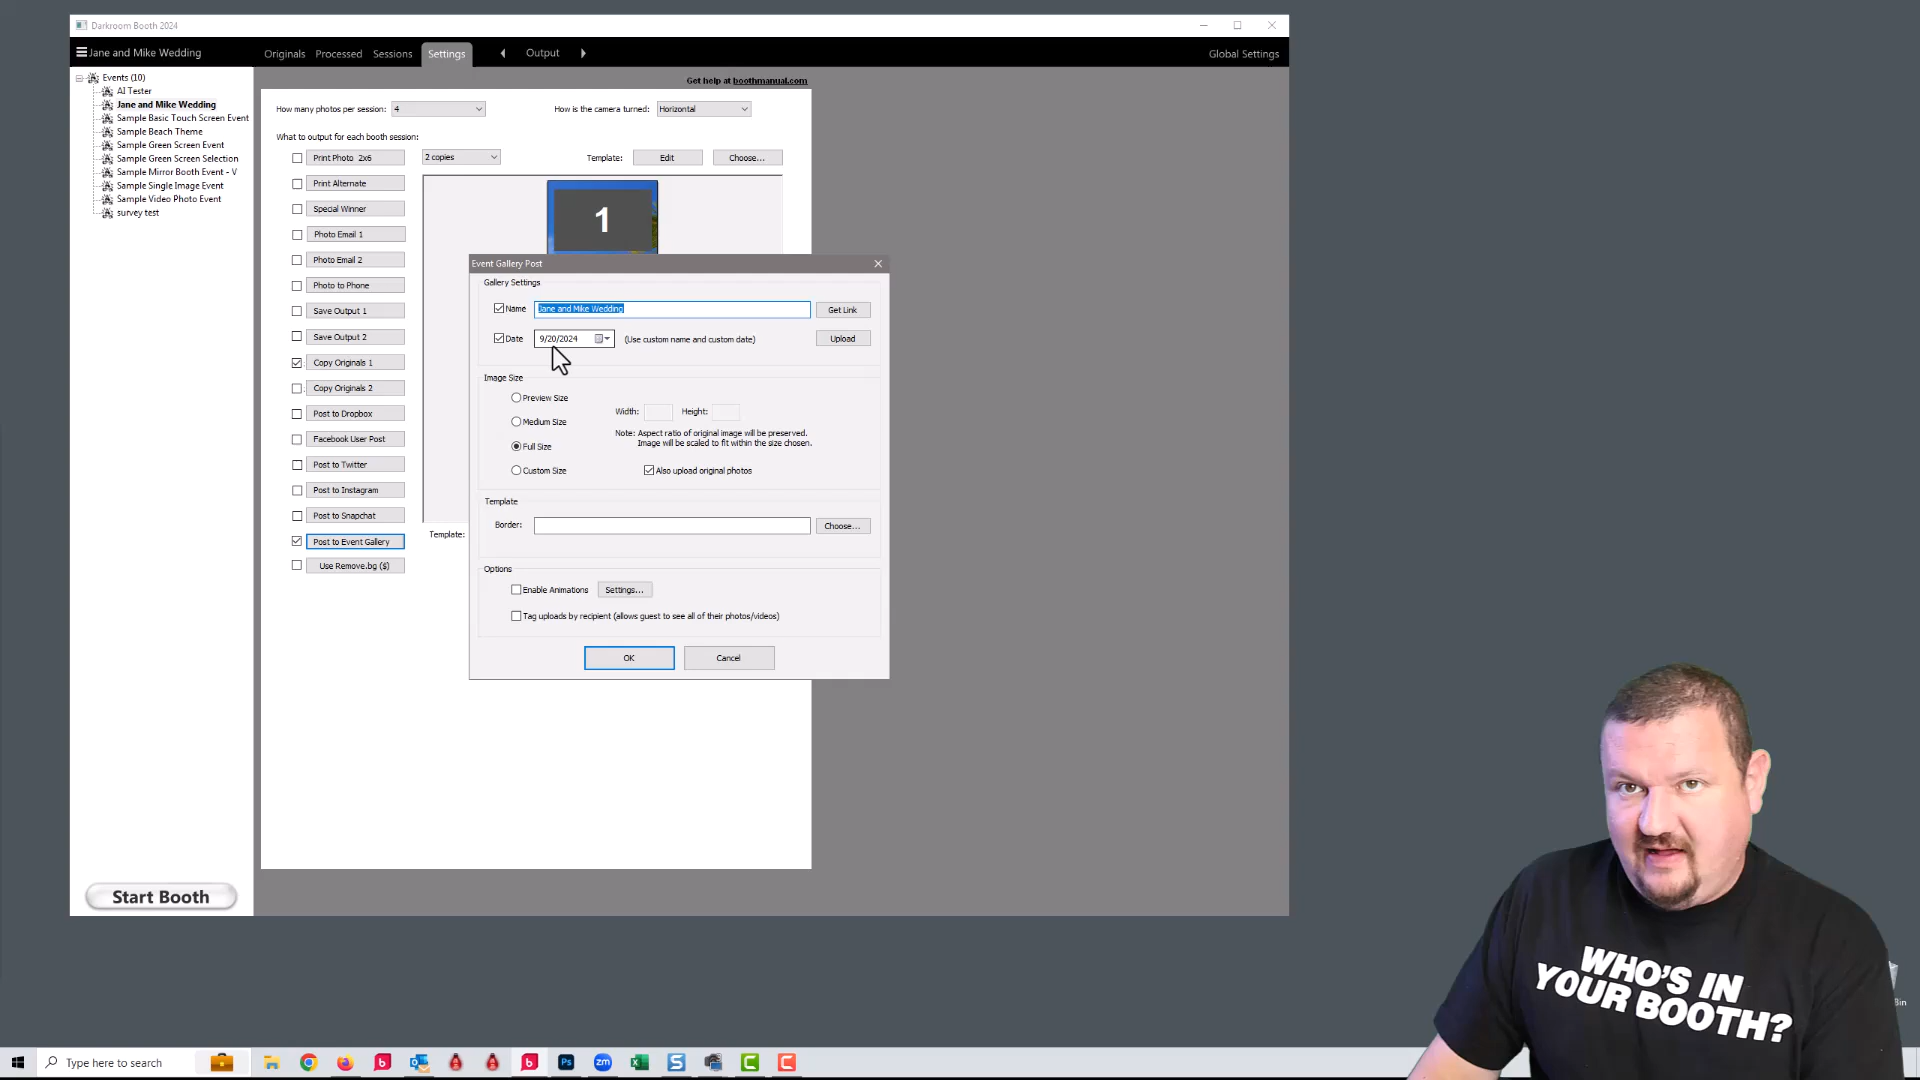 Darkroom Booth 2024
Jane and Mike Wedding
Originals Processed Sessions Settings Output Global Settings
Events (10)
AI Tester
Jane and Mike Wedding
Sample Basic Touch Screen Event
Sample Beach Theme
Sample Green Screen Event
Sample Green Screen Selection
Sample Mirror Booth Event - V
Sample Single Image Event
Sample Video Photo Event
survey test
Start Booth
Get help at boothmanual.com
How many photos per session: 4 How is the camera turned: Horizontal
What to output for each booth session:
Print Photo 2x6 2 copies Template: Edit Choose...
Print Alternate
Special Winner
Photo Email 1
Photo Email 2
Photo to Phone
Save Output 1
Save Output 2
Copy Originals 1
Copy Originals 2
Post to Dropbox
Facebook User Post
Post to Twitter
Post to Instagram
Post to Snapchat
Post to Event Gallery
Use Remove.bg ($)
1
Template:
Event Gallery Post
Gallery Settings
Name Jane and Mike Wedding Get Link
Date 9/20/2024 (Use custom name and custom date) Upload
Image Size
Preview Size
Medium Size
Full Size
Custom Size
Width: Height:
Note: Aspect ratio of original image will be preserved.
Image will be scaled to fit within the size chosen.
Also upload original photos
Template
Border: Choose...
Options
Enable Animations Settings...
Tag uploads by recipient (allows guest to see all of their photos/videos)
OK Cancel
WHO'S IN
YOUR BOOTH?
Bin
Type here to search
b
b
Ps
zm
S
C
C